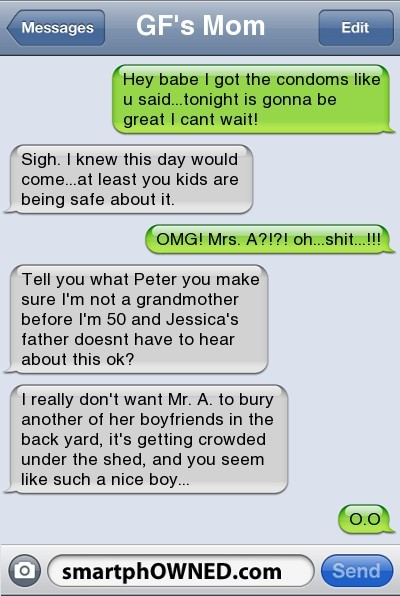 Messages
GF's Mom
Edit
Hey babe I got the condoms like
u said...tonight is gonna be
great I cant wait!
Sigh. I knew this day would
come...at least you kids are
being safe about it.
OMG! Mrs. A?!?! oh...shit...!!!
Tell you what Peter you make
sure I'm not a grandmother
before I'm 50 and Jessica's
father doesnt have to hear
about this ok?
I really don't want Mr. A. to bury
another of her boyfriends in the
back yard, it's getting crowded
under the shed, and you seem
like such a nice boy...
O.O
smartphOWNED.com
Send